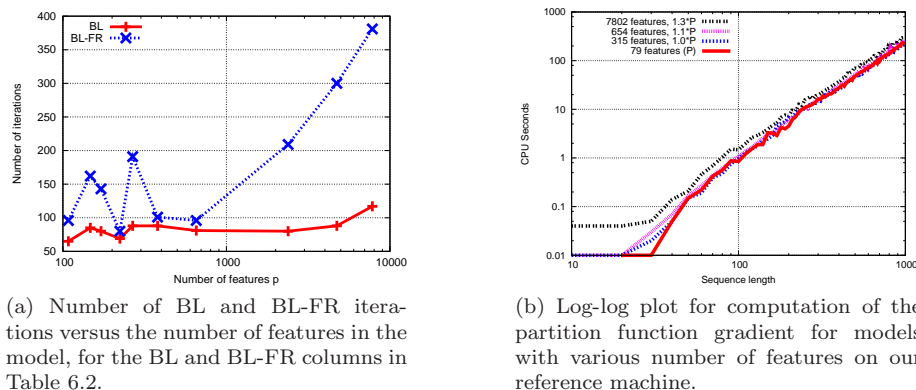 400
350
300
250
200
150
100
50
Number of iterations
BL
BL-FR
100
1000
10000
Number of features p
(a) Number of BL and BL-FR itera-
tions versus the number of features in the
model, for the BL and BL-FR columns in
Table 6.2.
1000
100
10
1
0.1
0.01
CPU Seconds
7802 features, 1.3*P
654 features, 1.1*P
315 features, 1.0*P
79 features (P)
10
100
1000
Sequence length
(b) Log-log plot for computation of the
partition function gradient for models
with various number of features on our
reference machine.